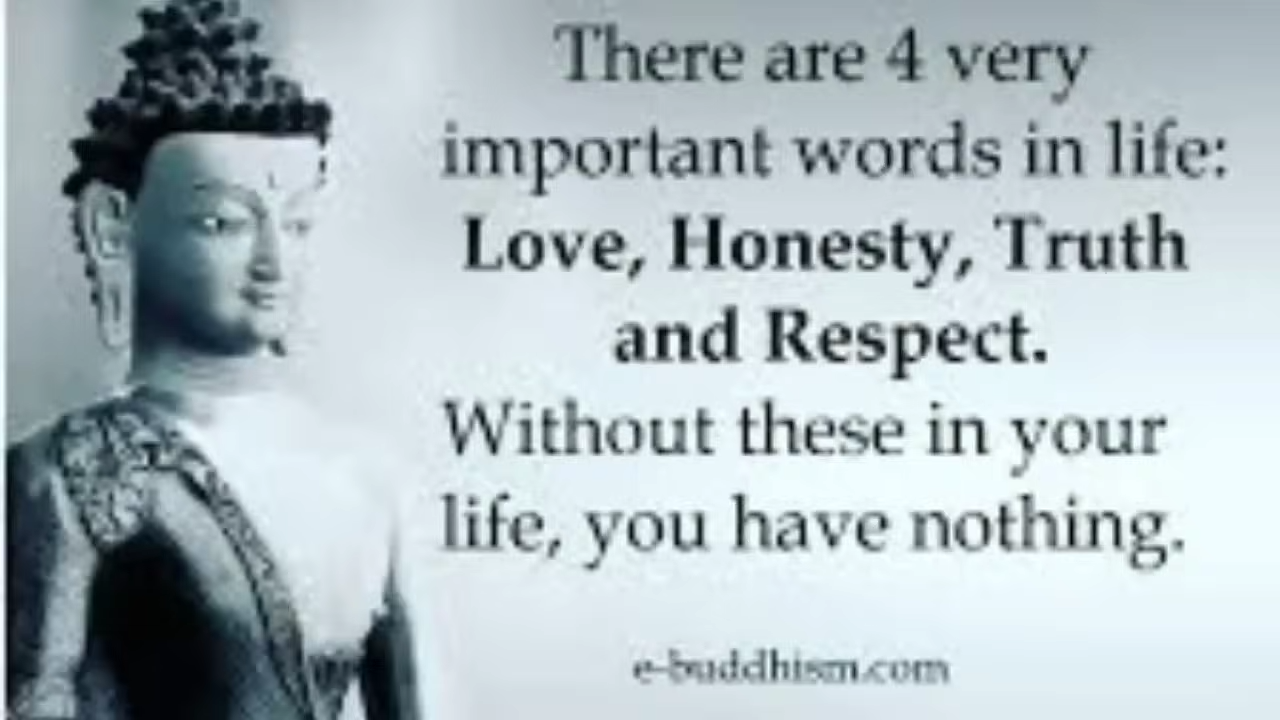 There are 4 very
important words in life:
Love, Honesty, Truth
and Respect.
Without these in your
life, you have nothing.
e-buddhism.com